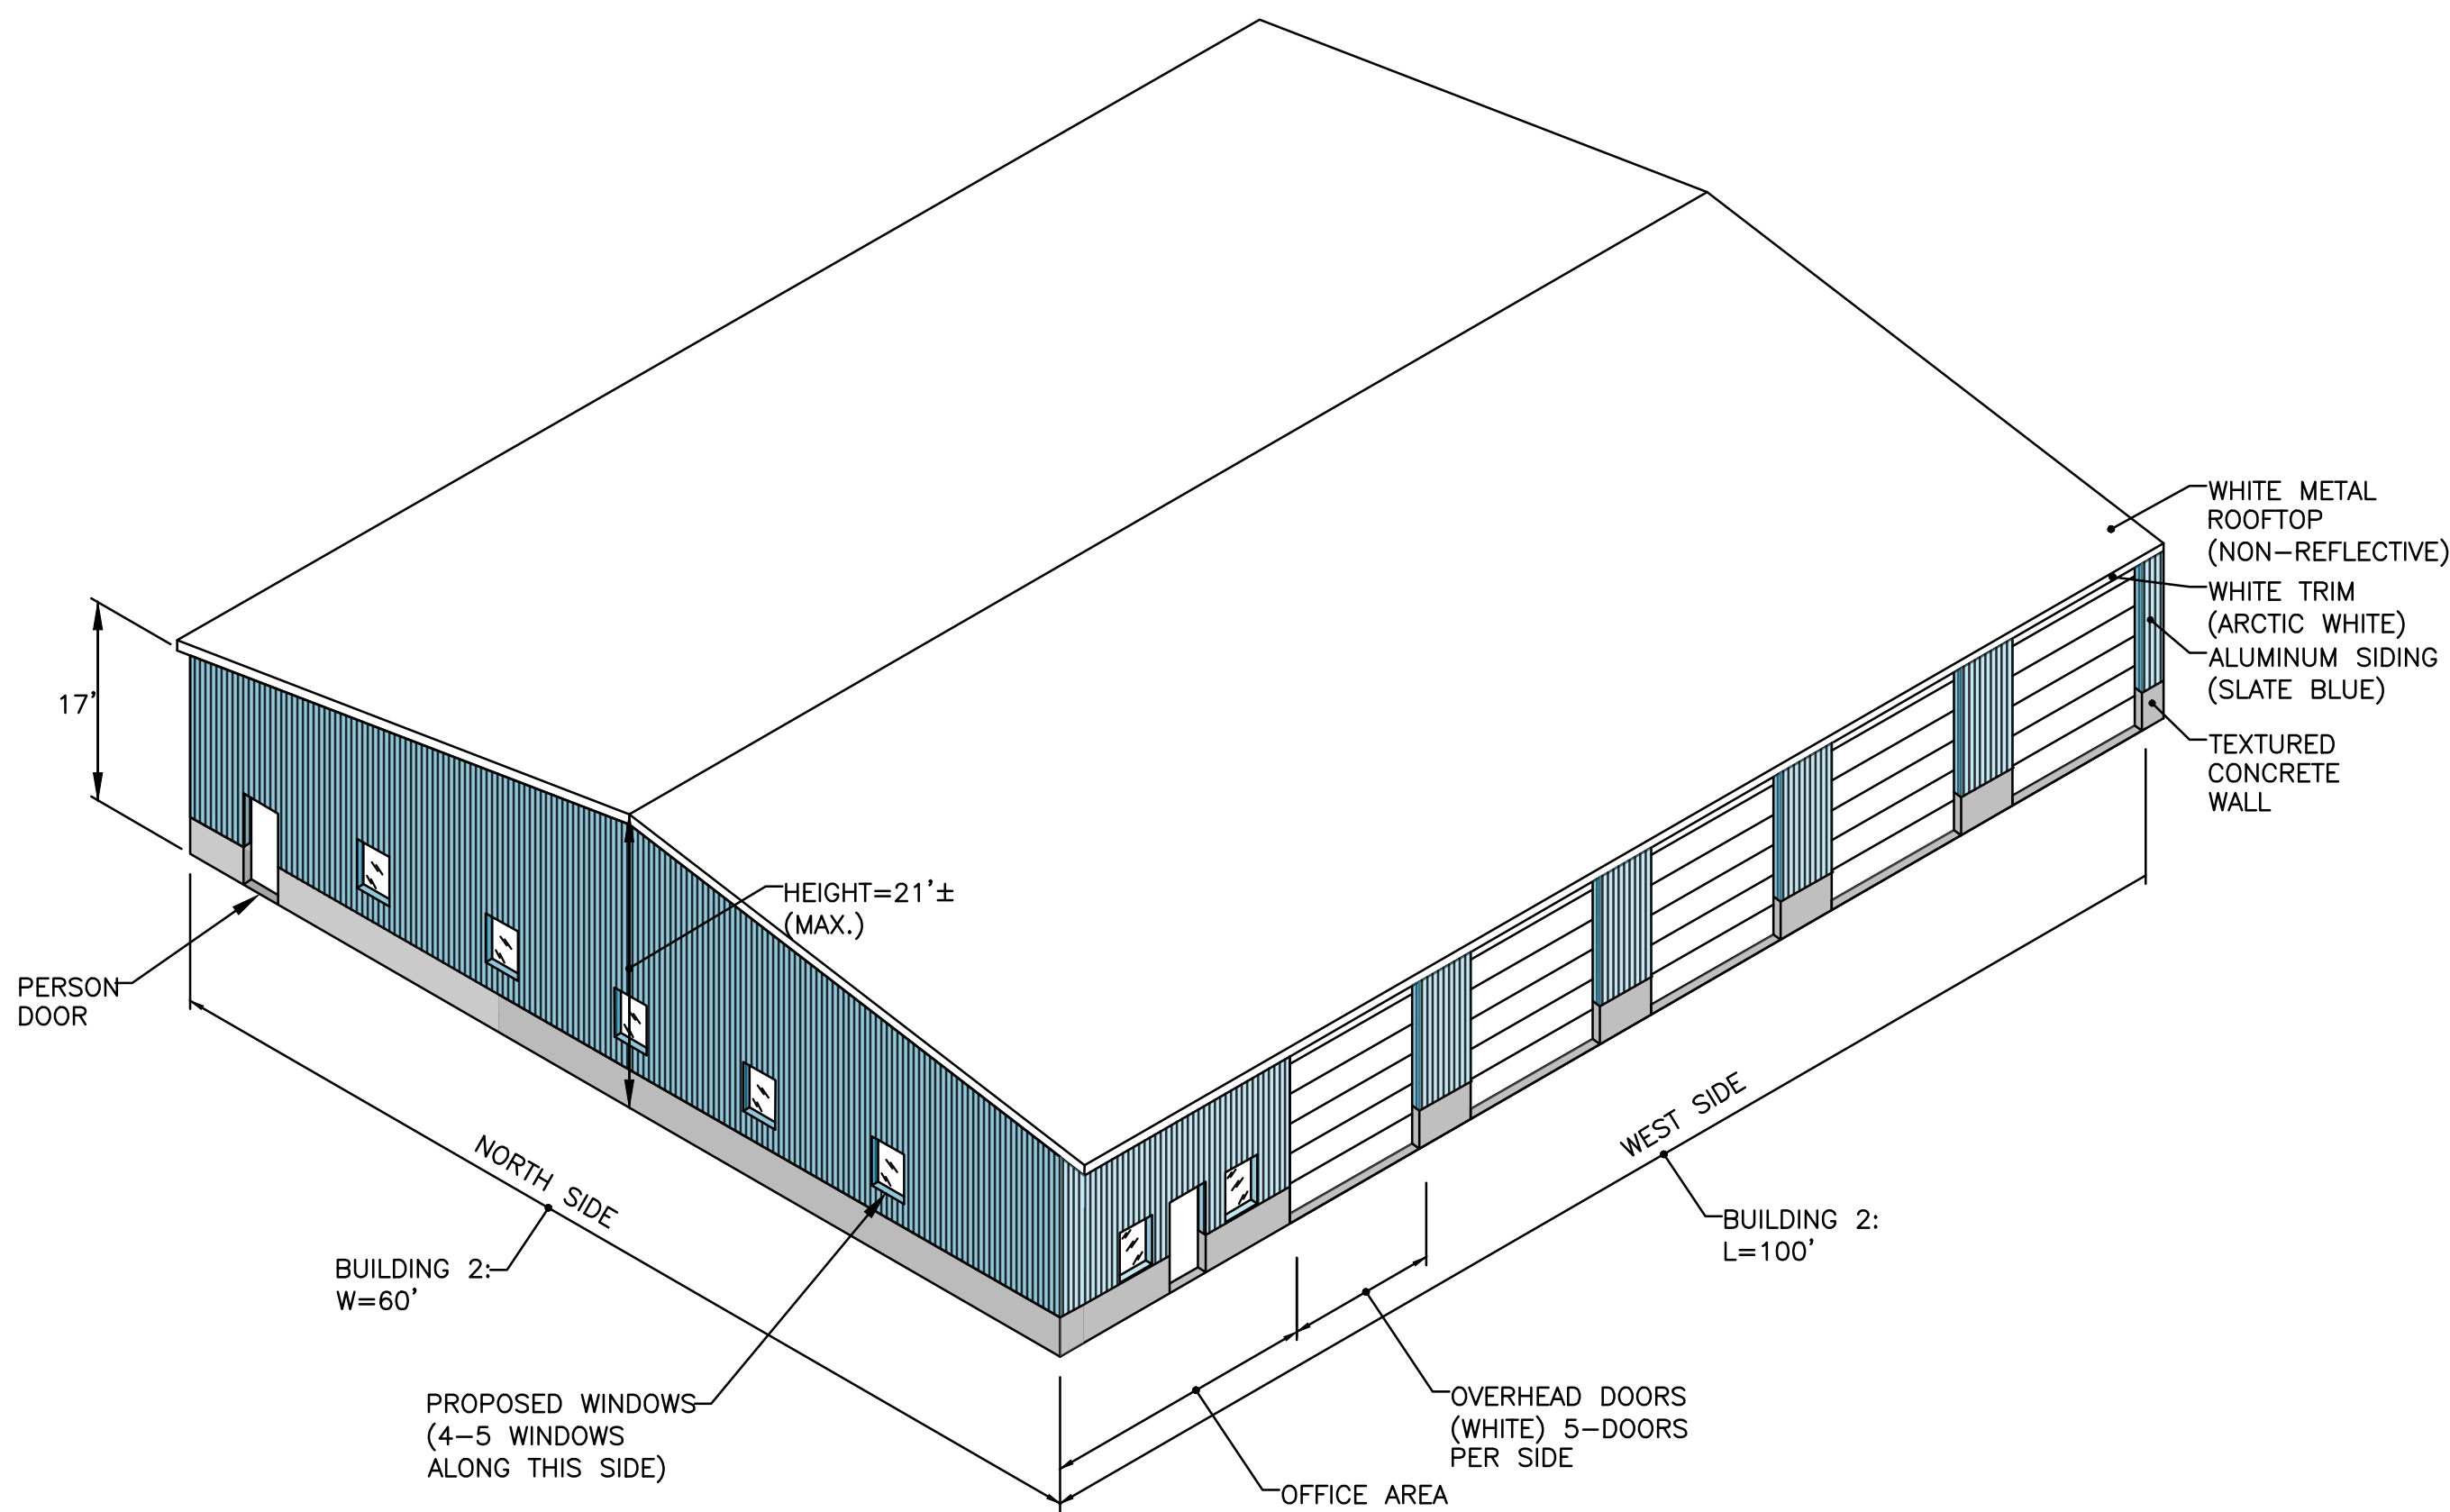 WHITE METAL
ROOFTOP
(NON-REFLECTIVE)
WHITE TRIM
(ARCTIC WHITE)
ALUMINUM SIDING
(SLATE BLUE)
TEXTURED
CONCRETE
WALL
17'
HEIGHT=21'±
(MAX.)
PERSON
DOOR
NORTH SIDE
WEST SIDE
BUILDING 2:
W=60'
BUILDING 2:
L=100'
PROPOSED WINDOWS
(4-5 WINDOWS
ALONG THIS SIDE)
OVERHEAD DOORS
(WHITE) 5-DOORS
PER SIDE
OFFICE AREA